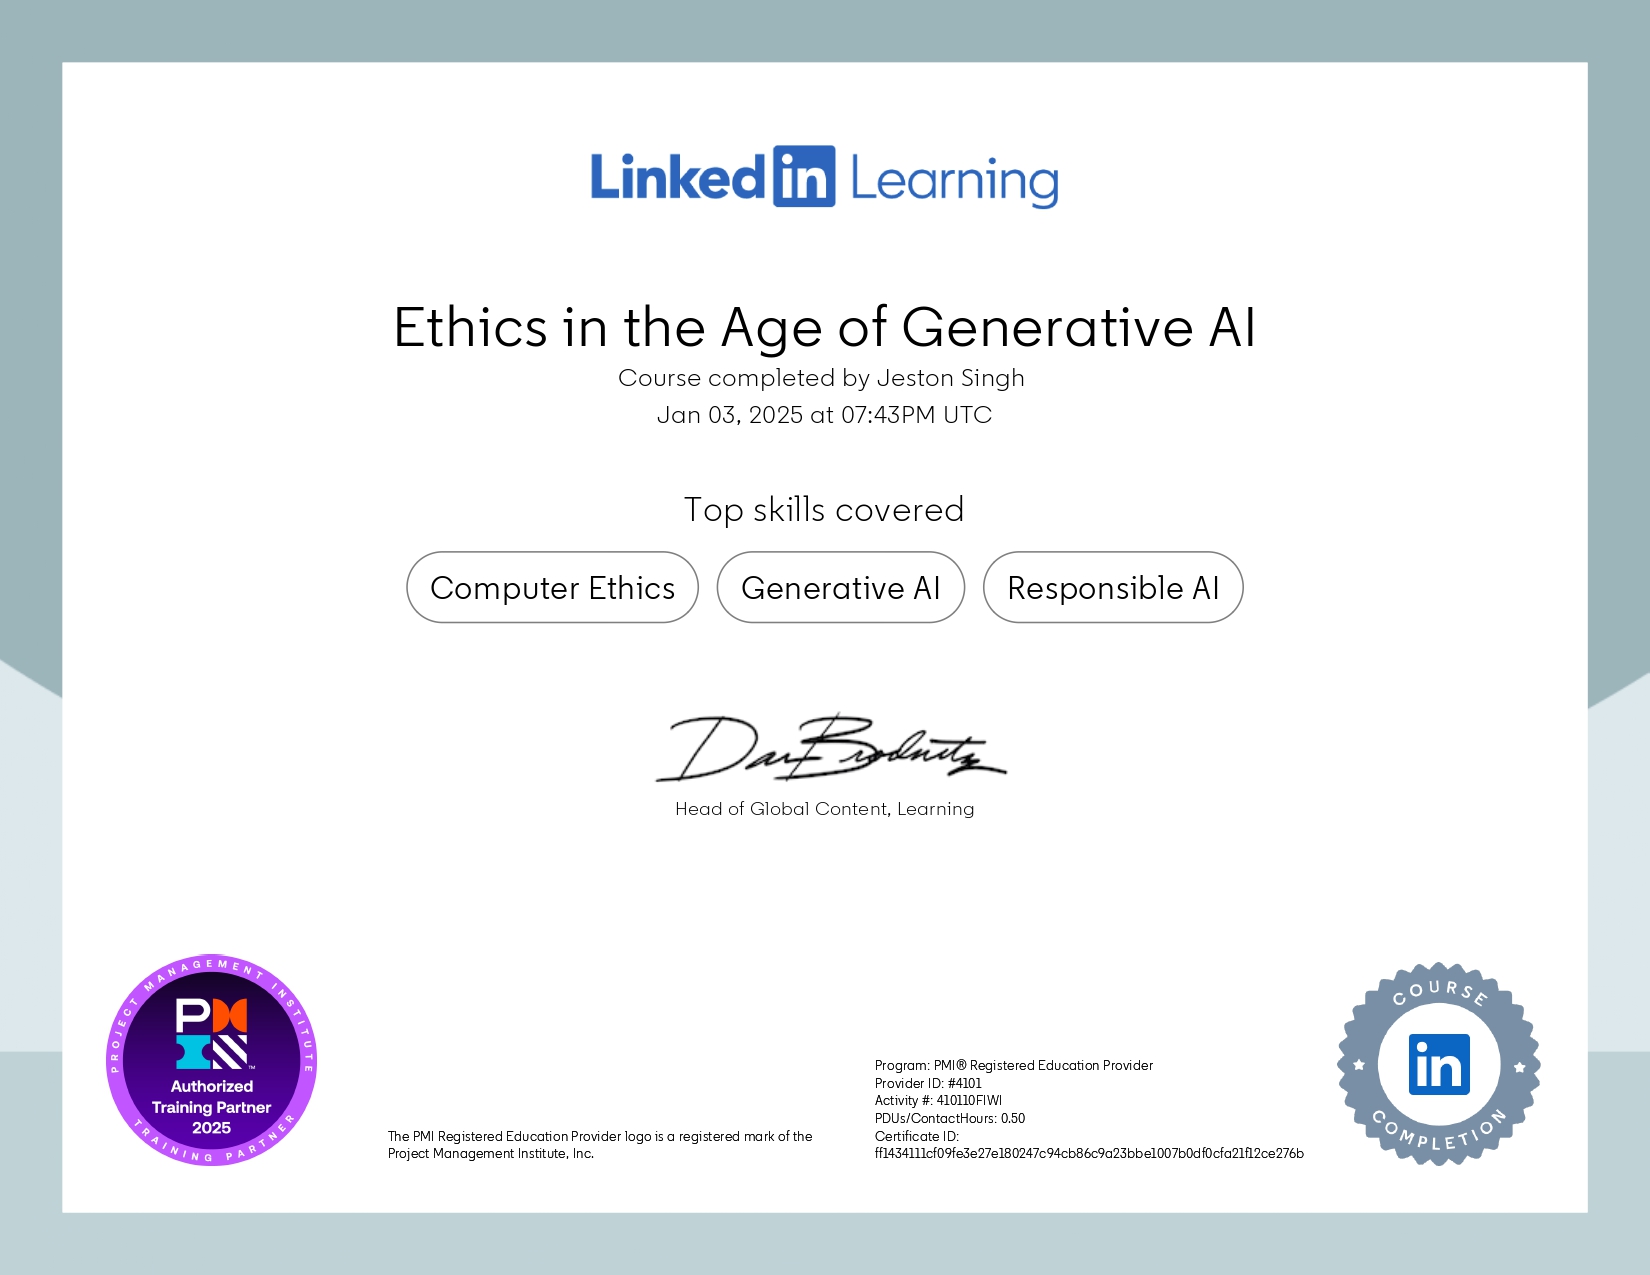 LinkedIn Learning
Ethics in the Age of Generative AI
Course completed by Jeston Singh
Jan 03, 2025 at 07:43PM UTC
Top skills covered
Computer Ethics
Generative AI
Responsible AI
Dan Brodnitz
Head of Global Content, Learning
PROJECT MANAGEMENT INSTITUTE
PM
™
Authorized
Training Partner
2025
TRAINING PARTNER
The PMI Registered Education Provider logo is a registered mark of the
Project Management Institute, Inc.
Program: PMI® Registered Education Provider
Provider ID: #4101
Activity #: 410110FIWI
PDUs/ContactHours: 0.50
Certificate ID:
ff1434111cf09fe3e27e180247c94cb86c9a23bbe1007b0df0cfa21f12ce276b
COURSE
in
COMPLETION